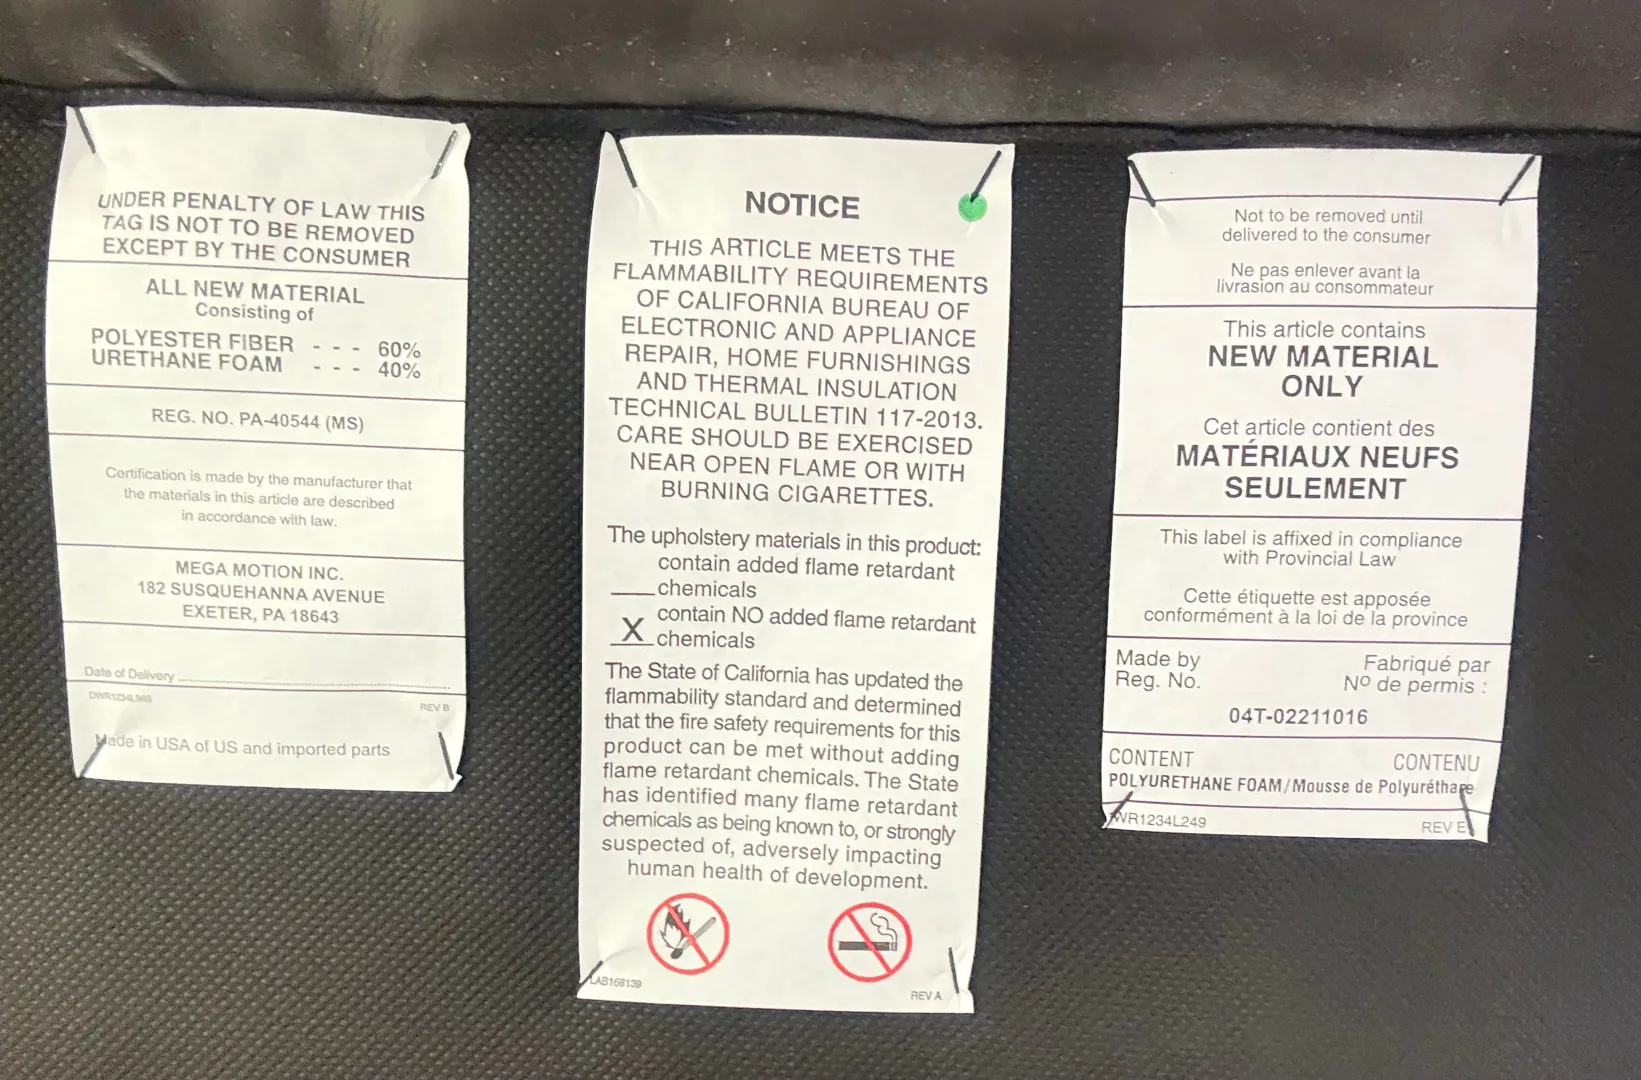 UNDER PENALTY OF LAW THIS
TAG IS NOT TO BE REMOVED
EXCEPT BY THE CONSUMER
ALL NEW MATERIAL
Consisting of
POLYESTER FIBER - - - 60%
URETHANE FOAM - - - 40%
REG. NO. PA-40544 (MS)
Certification is made by the manufacturer that
the materials in this article are described
in accordance with law.
MEGA MOTION INC.
182 SUSQUEHANNA AVENUE
EXETER, PA 18643
Date of Delivery
DWR1234L989
REV B
Made in USA of US and imported parts
NOTICE
THIS ARTICLE MEETS THE
FLAMMABILITY REQUIREMENTS
OF CALIFORNIA BUREAU OF
ELECTRONIC AND APPLIANCE
REPAIR, HOME FURNISHINGS
AND THERMAL INSULATION
TECHNICAL BULLETIN 117-2013.
CARE SHOULD BE EXERCISED
NEAR OPEN FLAME OR WITH
BURNING CIGARETTES.
The upholstery materials in this product:
contain added flame retardant
____chemicals
contain NO added flame retardant
X chemicals
The State of California has updated the
flammability standard and determined
that the fire safety requirements for this
product can be met without adding
flame retardant chemicals. The State
has identified many flame retardant
chemicals as being known to, or strongly
suspected of, adversely impacting
human health of development.
LAB168139
REV A
Not to be removed until
delivered to the consumer
Ne pas enlever avant la
livrasion au consommateur
This article contains
NEW MATERIAL
ONLY
Cet article contient des
MATÉRIAUX NEUFS
SEULEMENT
This label is affixed in compliance
with Provincial Law
Cette étiquette est apposée
conformément à la loi de la province
Made by Fabriqué par
Reg. No. Nº de permis :
04T-02211016
CONTENT CONTENU
POLYURETHANE FOAM/Mousse de Polyuréthane
WR1234L249
REV E